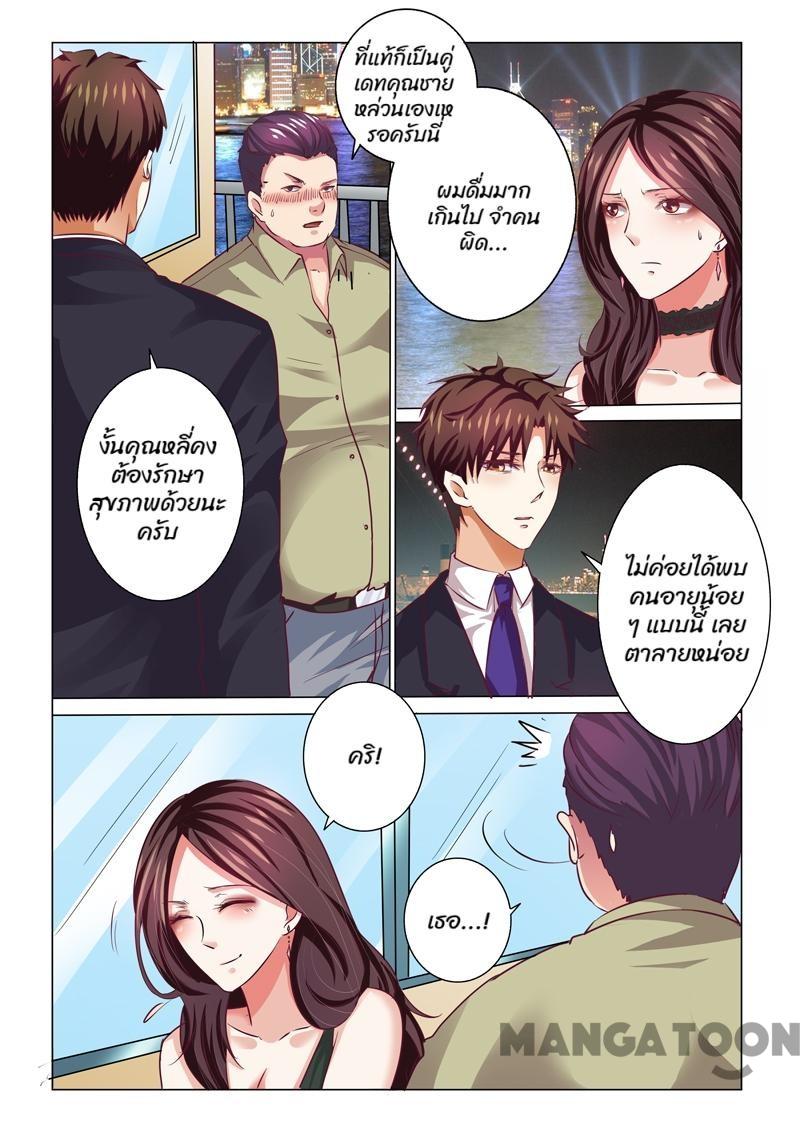 ที่แท้ก็เป็นคู่
เดทคุณชาย
หล่วนเองเห
รอครับนี่
ผมดื่มมาก
เกินไป จำคน
ผิด...
งั้นคุณหลี่คง
ต้องรักษา
สุขภาพด้วยนะ
ครับ
ไม่ค่อยได้พบ
คนอายุน้อย
ๆ แบบนี้ เลย
ตาลายหน่อย
คริ!
เธอ...!
MANGATOON